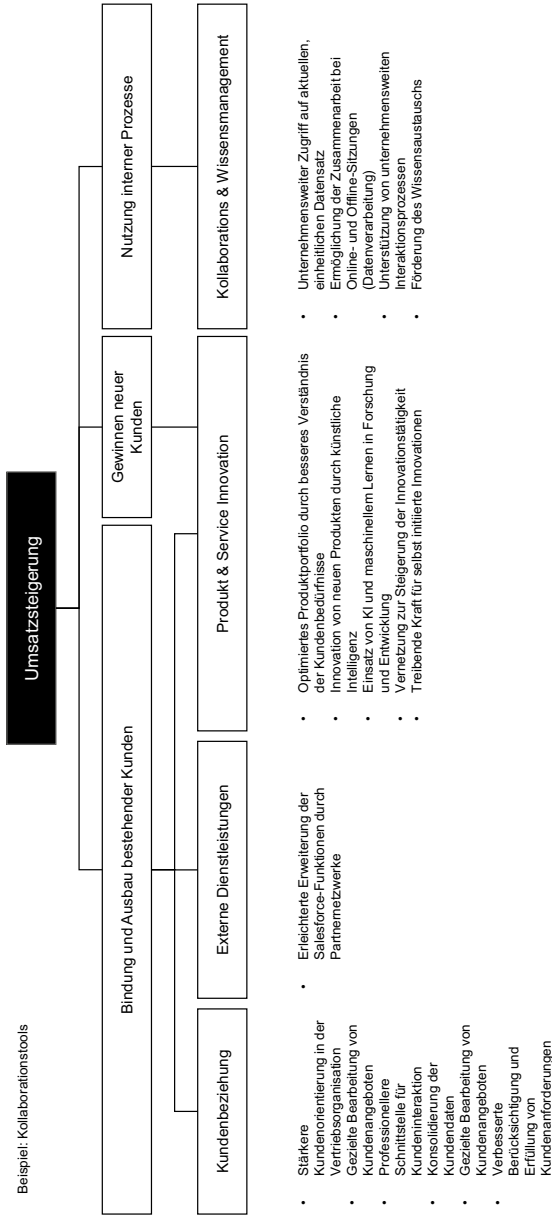 Beispiel: Kollaborationstools
Umsatzsteigerung
Bindung und Ausbau bestehender Kunden
Gewinnen neuer
Kunden
Nutzung interner Prozesse
Kundenbeziehung
Externe Dienstleistungen
Produkt & Service Innovation
Kollaborations & Wissensmanagement
• Stärkere
Kundenorientierung in der
Vertriebsorganisation
• Gezielte Bearbeitung von
Kundenangeboten
• Professionellere
Schnittstelle für
Kundeninteraktion
• Konsolidierung der
Kundendaten
• Gezielte Bearbeitung von
Kundenangeboten
• Verbesserte
Berücksichtigung und
Erfüllung von
Kundenanforderungen
• Erleichterte Erweiterung der
Salesforce-Funktionen durch
Partnernetzwerke
• Optimiertes Produktportfolio durch besseres Verständnis
der Kundenbedürfnisse
• Innovation von neuen Produkten durch künstliche
Intelligenz
• Einsatz von KI und maschinellem Lernen in Forschung
und Entwicklung
• Vernetzung zur Steigerung der Innovationstätigkeit
• Treibende Kraft für selbst initiierte Innovationen
• Unternehmensweiter Zugriff auf aktuellen,
einheitlichen Datensatz
• Ermöglichung der Zusammenarbeit bei
Online- und Offline-Sitzungen
(Datenverarbeitung)
• Unterstützung von unternehmensweiten
Interaktionsprozessen
• Förderung des Wissensaustauschs